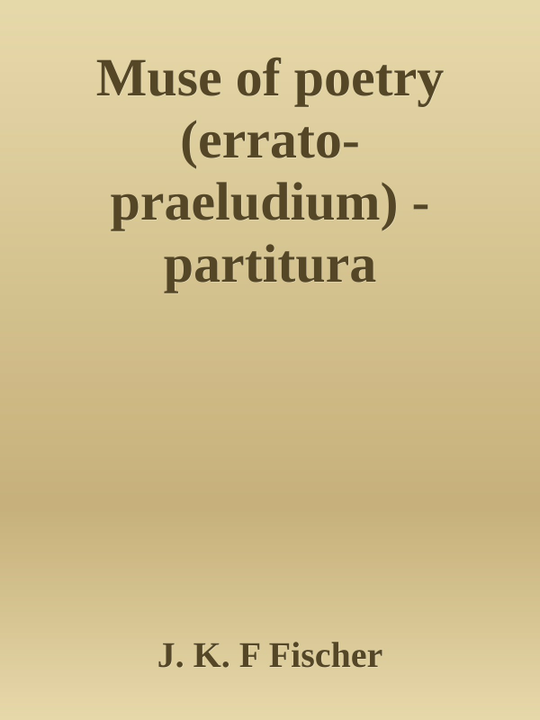 Muse of poetry
(errato-
praeludium) -
partitura
J. K. F Fischer